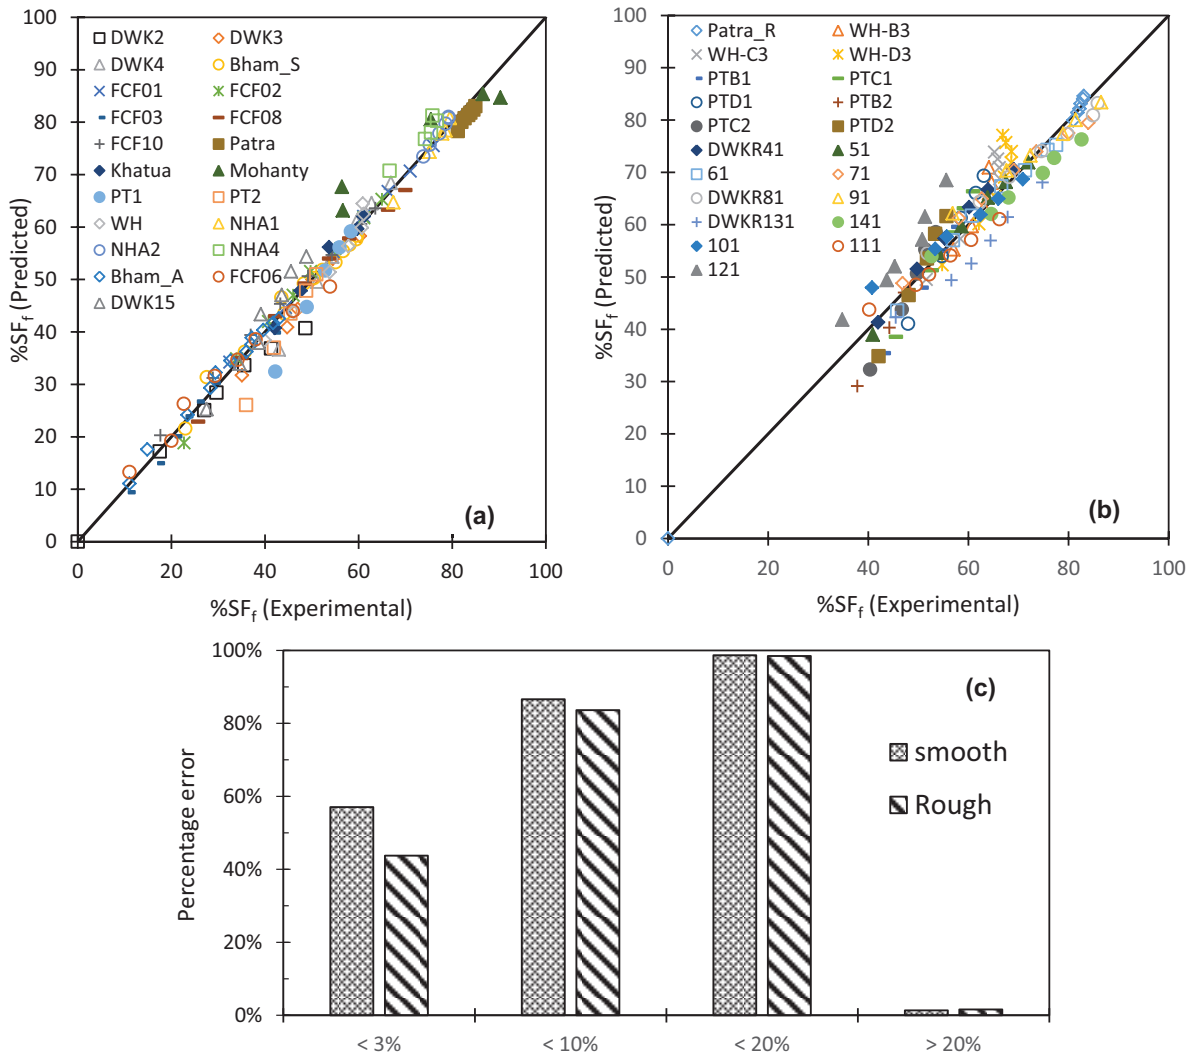 100
90
80
70
60
50
40
30
20
10
0
%SFf (Predicted)
DWK2 DWK3
DWK4 Bham_S
FCF01 FCF02
FCF03 FCF08
FCF10 Patra
Khatua Mohanty
PT1 PT2
WH NHA1
NHA2 NHA4
Bham_A FCF06
DWK15
(a)
0 20 40 60 80 100
%SFf (Experimental)
100
90
80
70
60
50
40
30
20
10
0
%SFf (Predicted)
Patra_R WH-B3
WH-C3 WH-D3
PTB1 PTC1
PTD1 PTB2
PTC2 PTD2
DWKR41 51
61 71
DWKR81 91
DWKR131 141
101 111
121
(b)
0 20 40 60 80 100
%SFf (Experimental)
100%
80%
60%
40%
20%
0%
Percentage error
(c)
smooth
Rough
< 3% < 10% < 20% > 20%